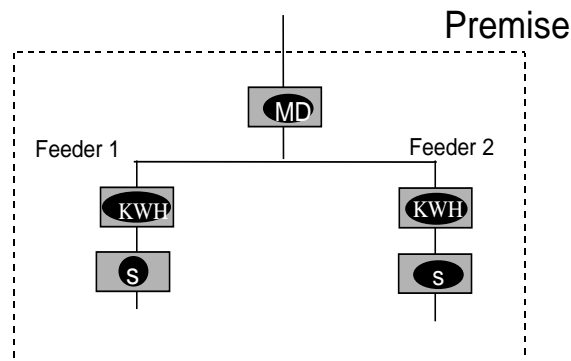 Premise
MD
Feeder 1
Feeder 2
KWH
KWH
s
s